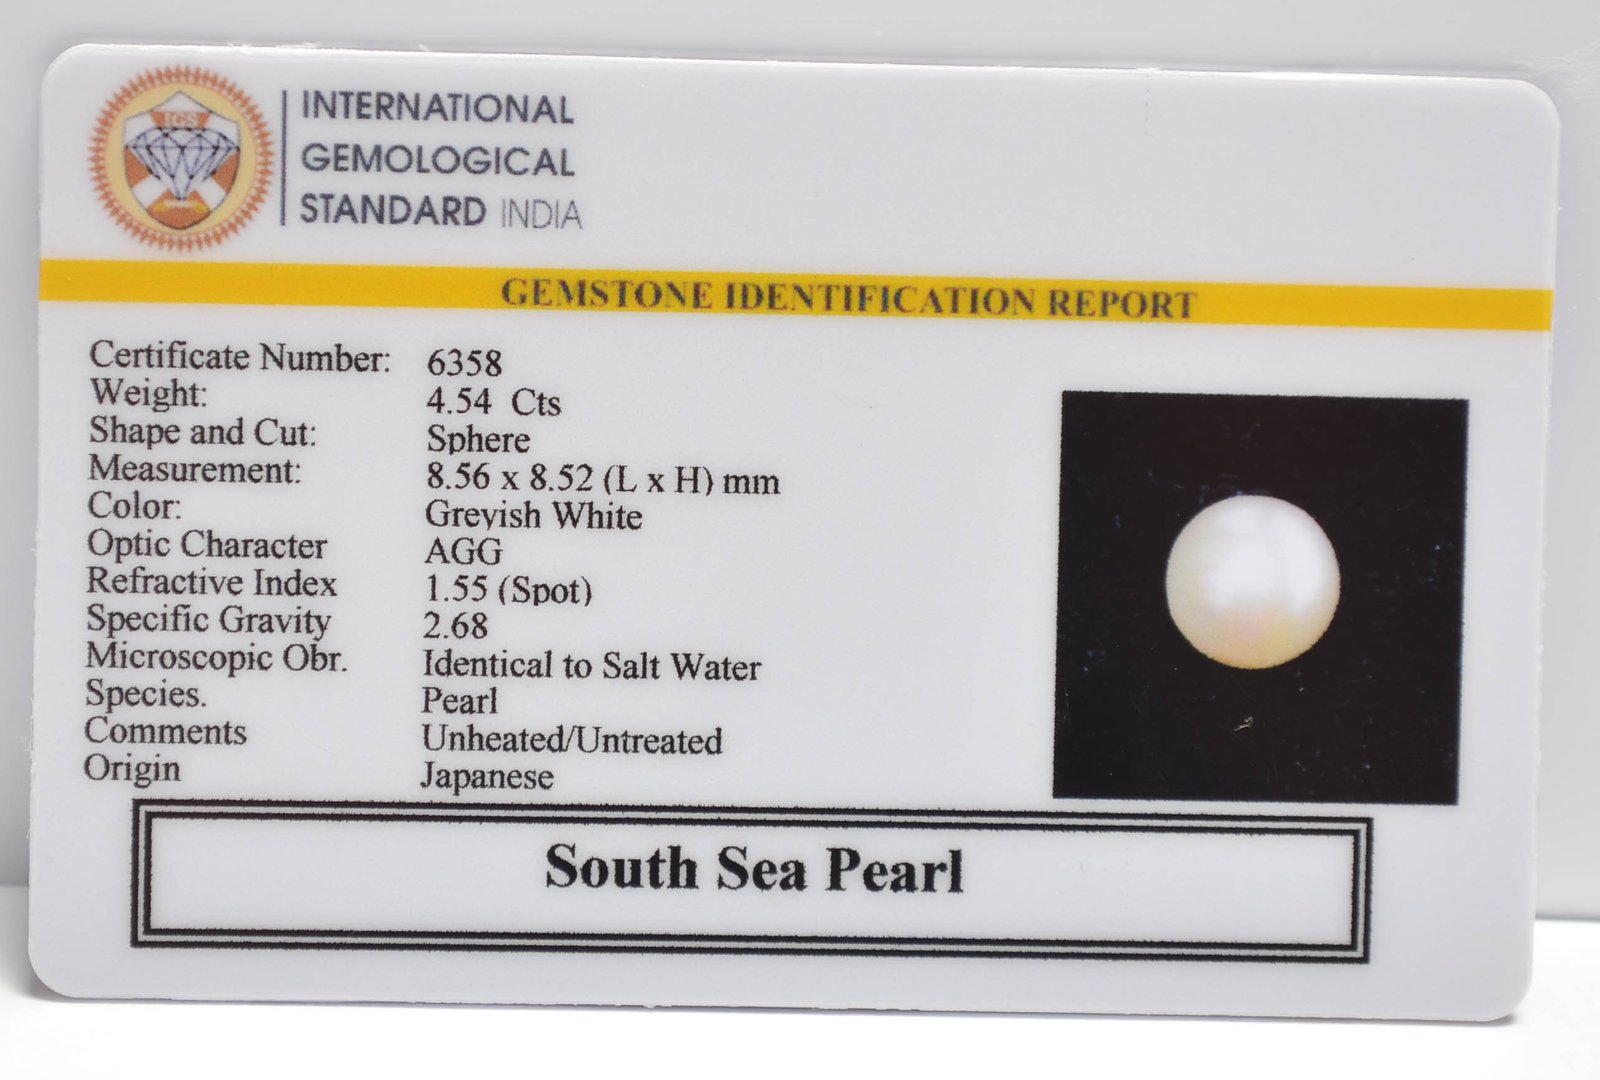 IGS
INTERNATIONAL
GEMOLOGICAL
STANDARD INDIA
GEMSTONE IDENTIFICATION REPORT
Certificate Number: 6358
Weight: 4.54 Cts
Shape and Cut: Sphere
Measurement: 8.56 x 8.52 (L x H) mm
Color: Greyish White
Optic Character AGG
Refractive Index 1.55 (Spot)
Specific Gravity 2.68
Microscopic Obr. Identical to Salt Water
Species. Pearl
Comments Unheated/Untreated
Origin Japanese
South Sea Pearl